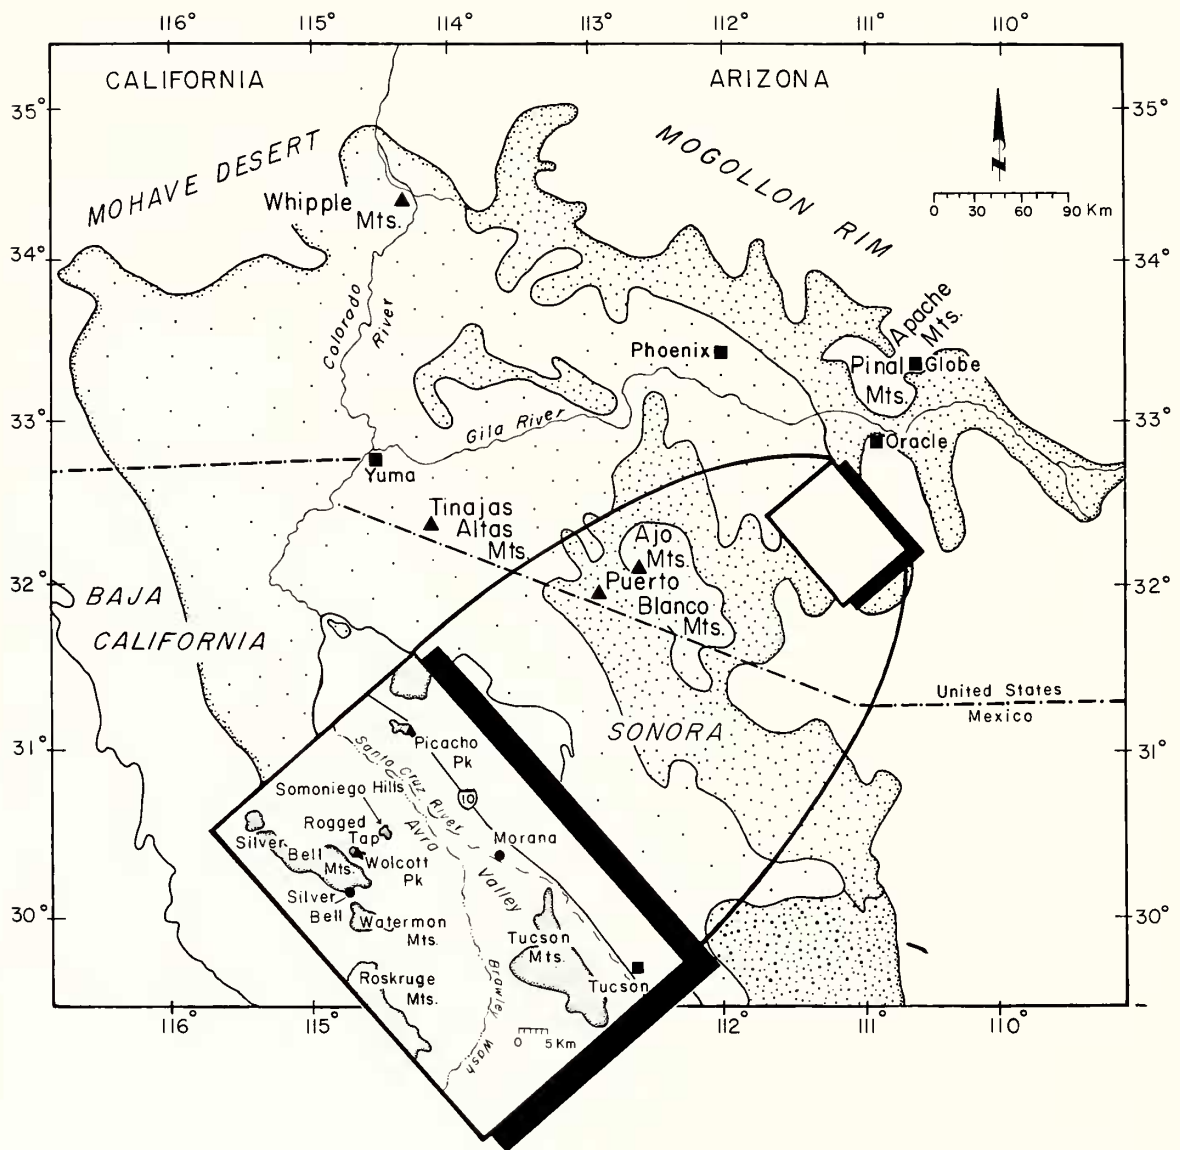 116° 115° 114° 113° 112° 111° 110°
CALIFORNIA
ARIZONA
35°
35°
MOHAVE DESERT
MOGOLLON RIM
N
0 30 60 90 Km
Whipple
Mts.
34°
34°
Colorado
River
Apache
Mts.
Phoenix
Pinal
Mts.
Globe
33°
33°
Gila River
Oracle
Yuma
Tinajas
Altas
Mts.
Ajo
Mts.
Puerto
Blanco
Mts.
32°
32°
BAJA
CALIFORNIA
United States
Mexico
SONORA
31°
31°
Picacho
Pk
Santa Cruz River
10
Somoniego Hills
Avra
Valley
Ragged
Top
Wolcott
Pk
Morana
Silver
Bell
Mts.
Silver
Bell
Watermon
Mts.
Tucson
Mts.
Roskruge
Mts.
Tucson
Brawley
Wash
0 5 Km
30°
30°
116° 115° 112° 111° 110°